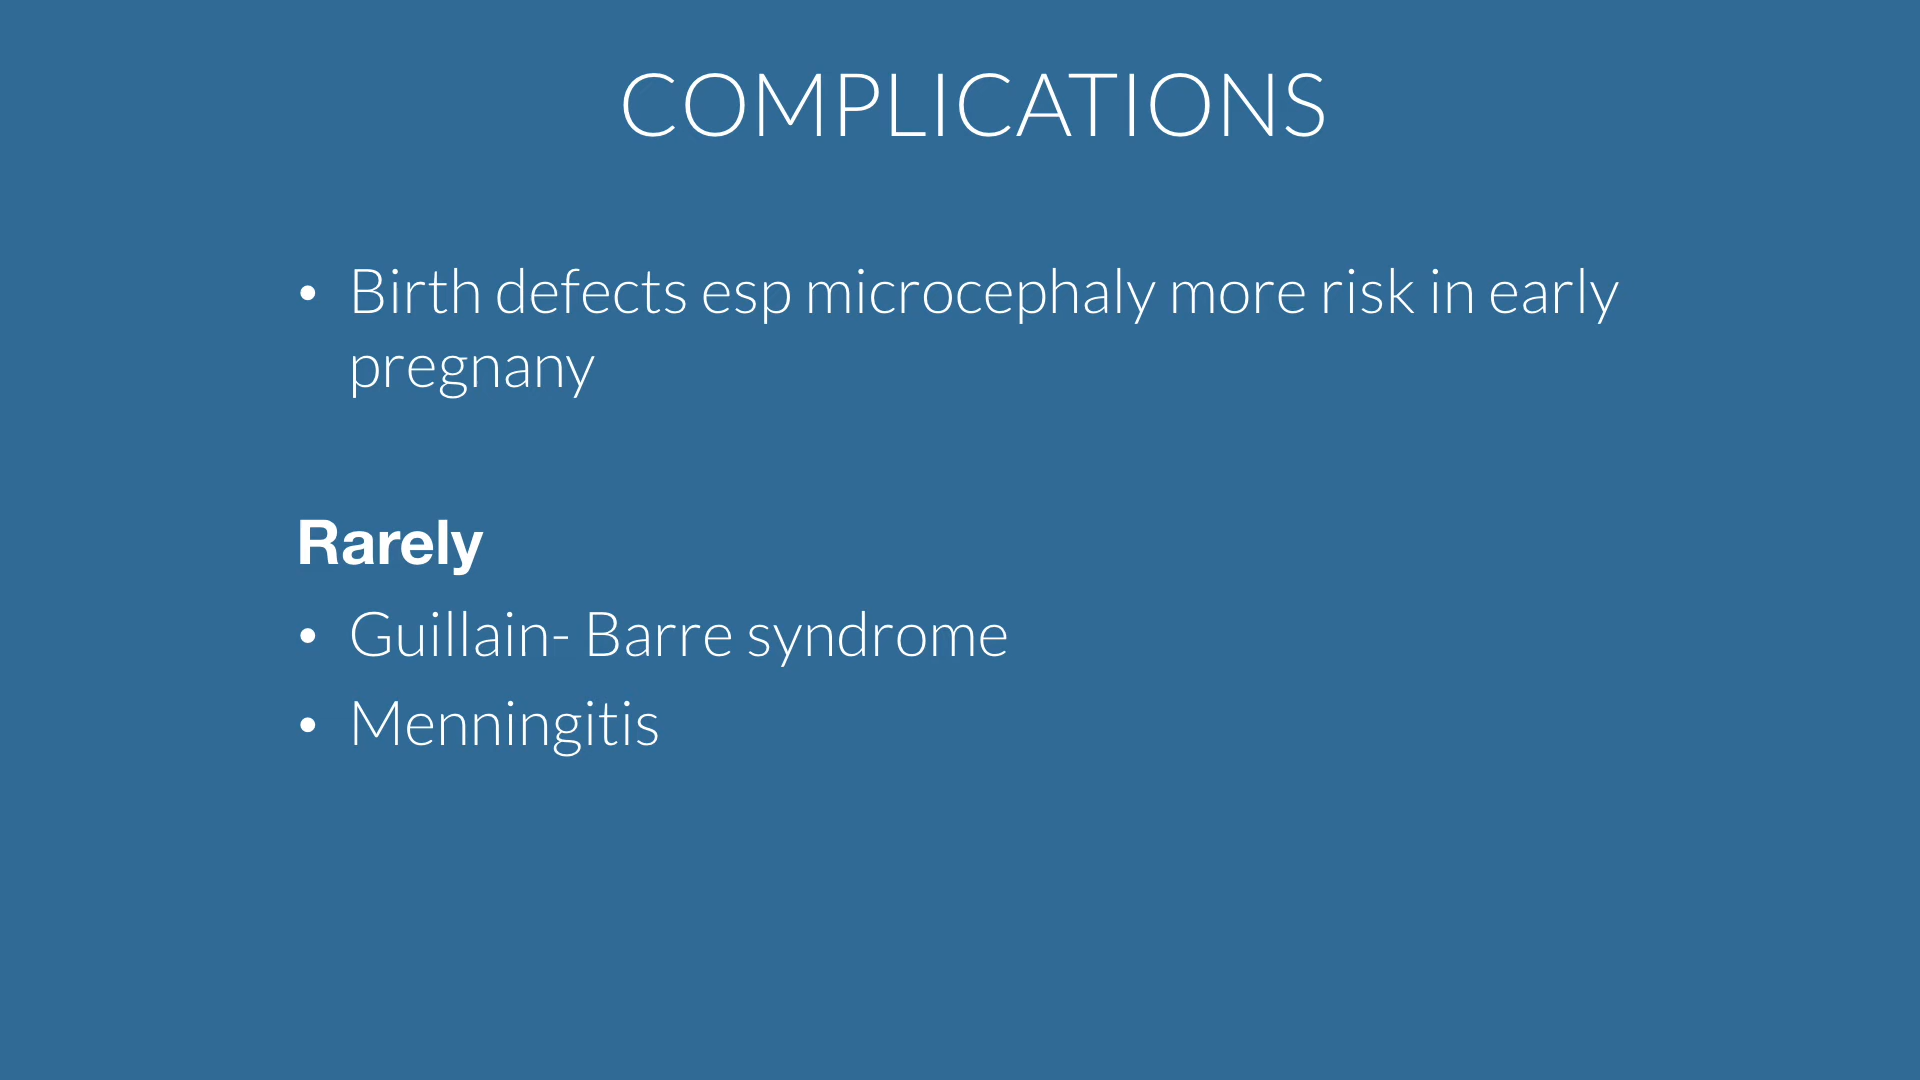 COMPLICATIONS
• Birth defects esp microcephaly more risk in early
pregnany
Rarely
• Guillain- Barre syndrome
• Menningitis